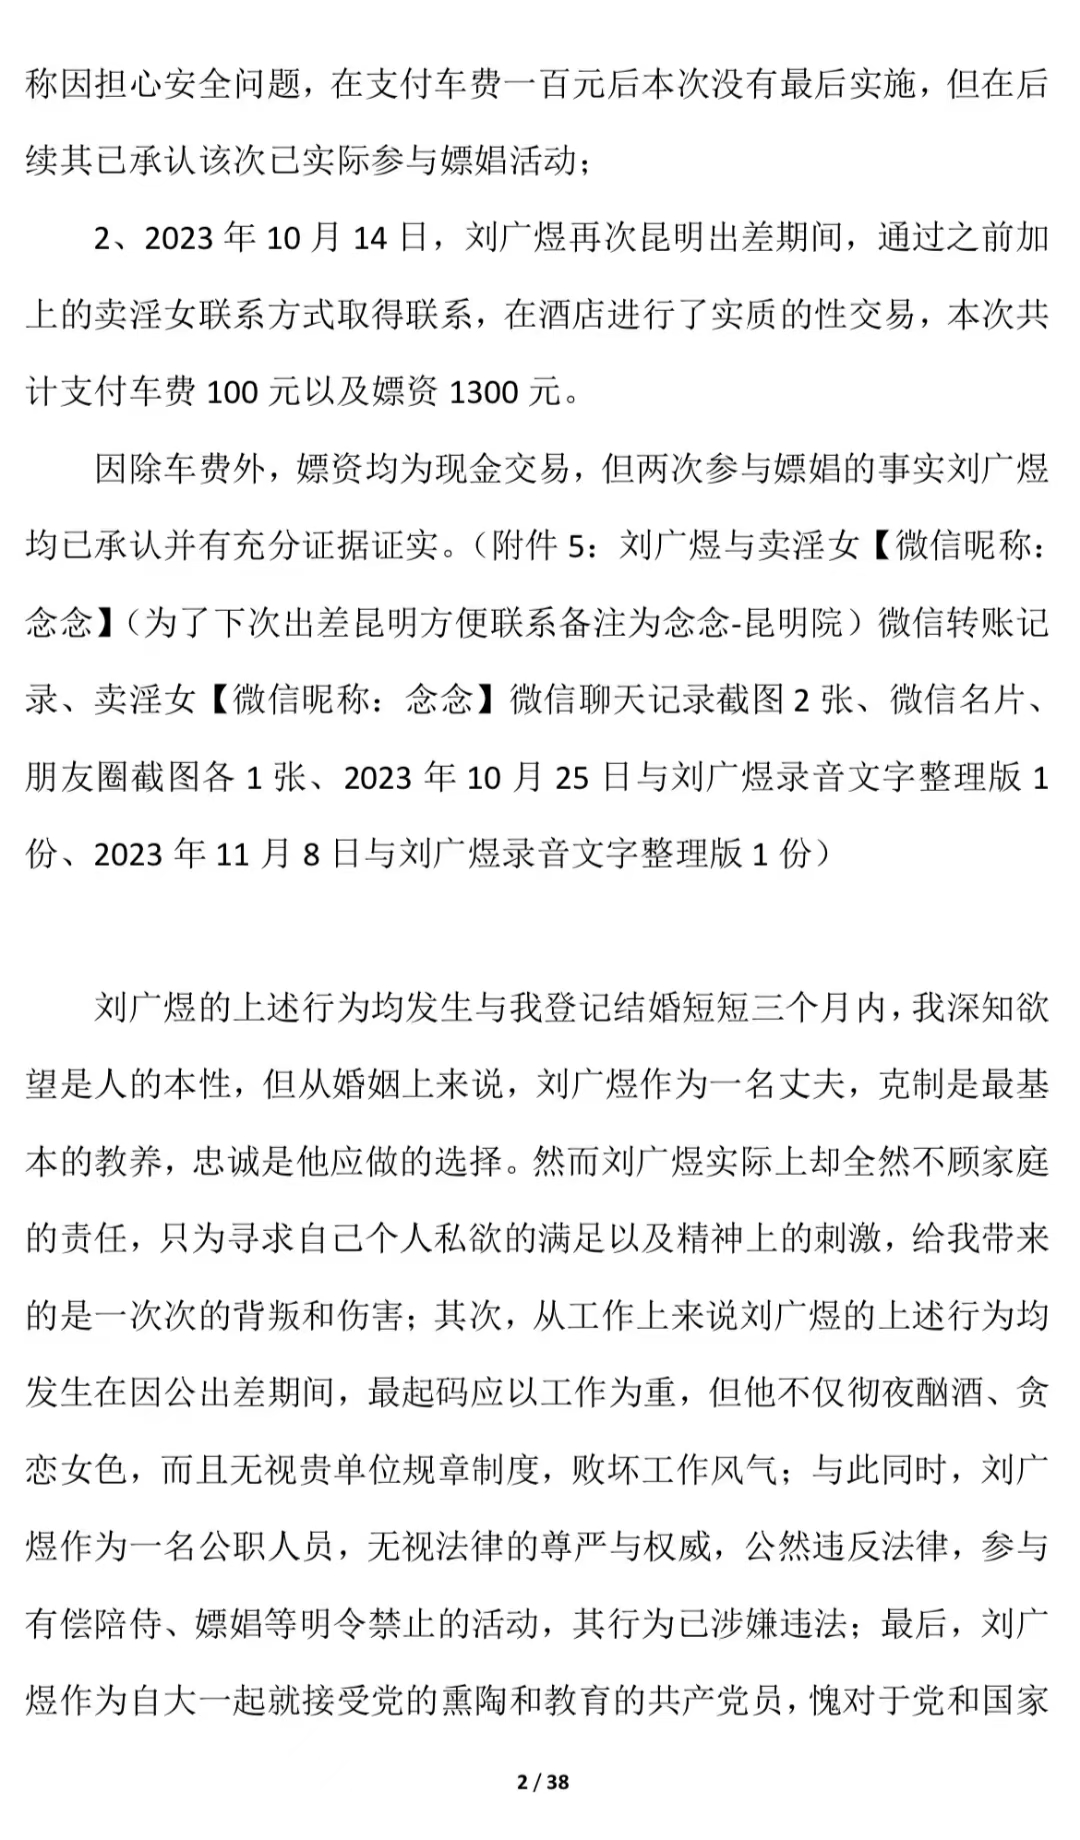 称因担心安全问题，在支付车费一百元后本次没有最后实施，但在后
续其已承认该次已实际参与嫖娼活动；
2、2023 年 10 月 14 日，刘广煜再次昆明出差期间，通过之前加
上的卖淫女联系方式取得联系，在酒店进行了实质的性交易，本次共
计支付车费 100 元以及嫖资 1300 元。
因除车费外，嫖资均为现金交易，但两次参与嫖娼的事实刘广煜
均已承认并有充分证据证实。（附件 5：刘广煜与卖淫女【微信昵称：
念念】（为了下次出差昆明方便联系备注为念念-昆明院）微信转账记
录、卖淫女【微信昵称：念念】微信聊天记录截图 2 张、微信名片、
朋友圈截图各 1 张、2023 年 10 月 25 日与刘广煜录音文字整理版 1
份、2023 年 11 月 8 日与刘广煜录音文字整理版 1 份）
刘广煜的上述行为均发生与我登记结婚短短三个月内，我深知欲
望是人的本性，但从婚姻上来说，刘广煜作为一名丈夫，克制是最基
本的教养，忠诚是他应做的选择。然而刘广煜实际上却全然不顾家庭
的责任，只为寻求自己个人私欲的满足以及精神上的刺激，给我带来
的是一次次的背叛和伤害；其次，从工作上来说刘广煜的上述行为均
发生在因公出差期间，最起码应以工作为重，但他不仅彻夜酗酒、贪
恋女色，而且无视贵单位规章制度，败坏工作风气；与此同时，刘广
煜作为一名公职人员，无视法律的尊严与权威，公然违反法律，参与
有偿陪侍、嫖娼等明令禁止的活动，其行为已涉嫌违法；最后，刘广
煜作为自大一起就接受党的熏陶和教育的共产党员，愧对于党和国家
2 / 38